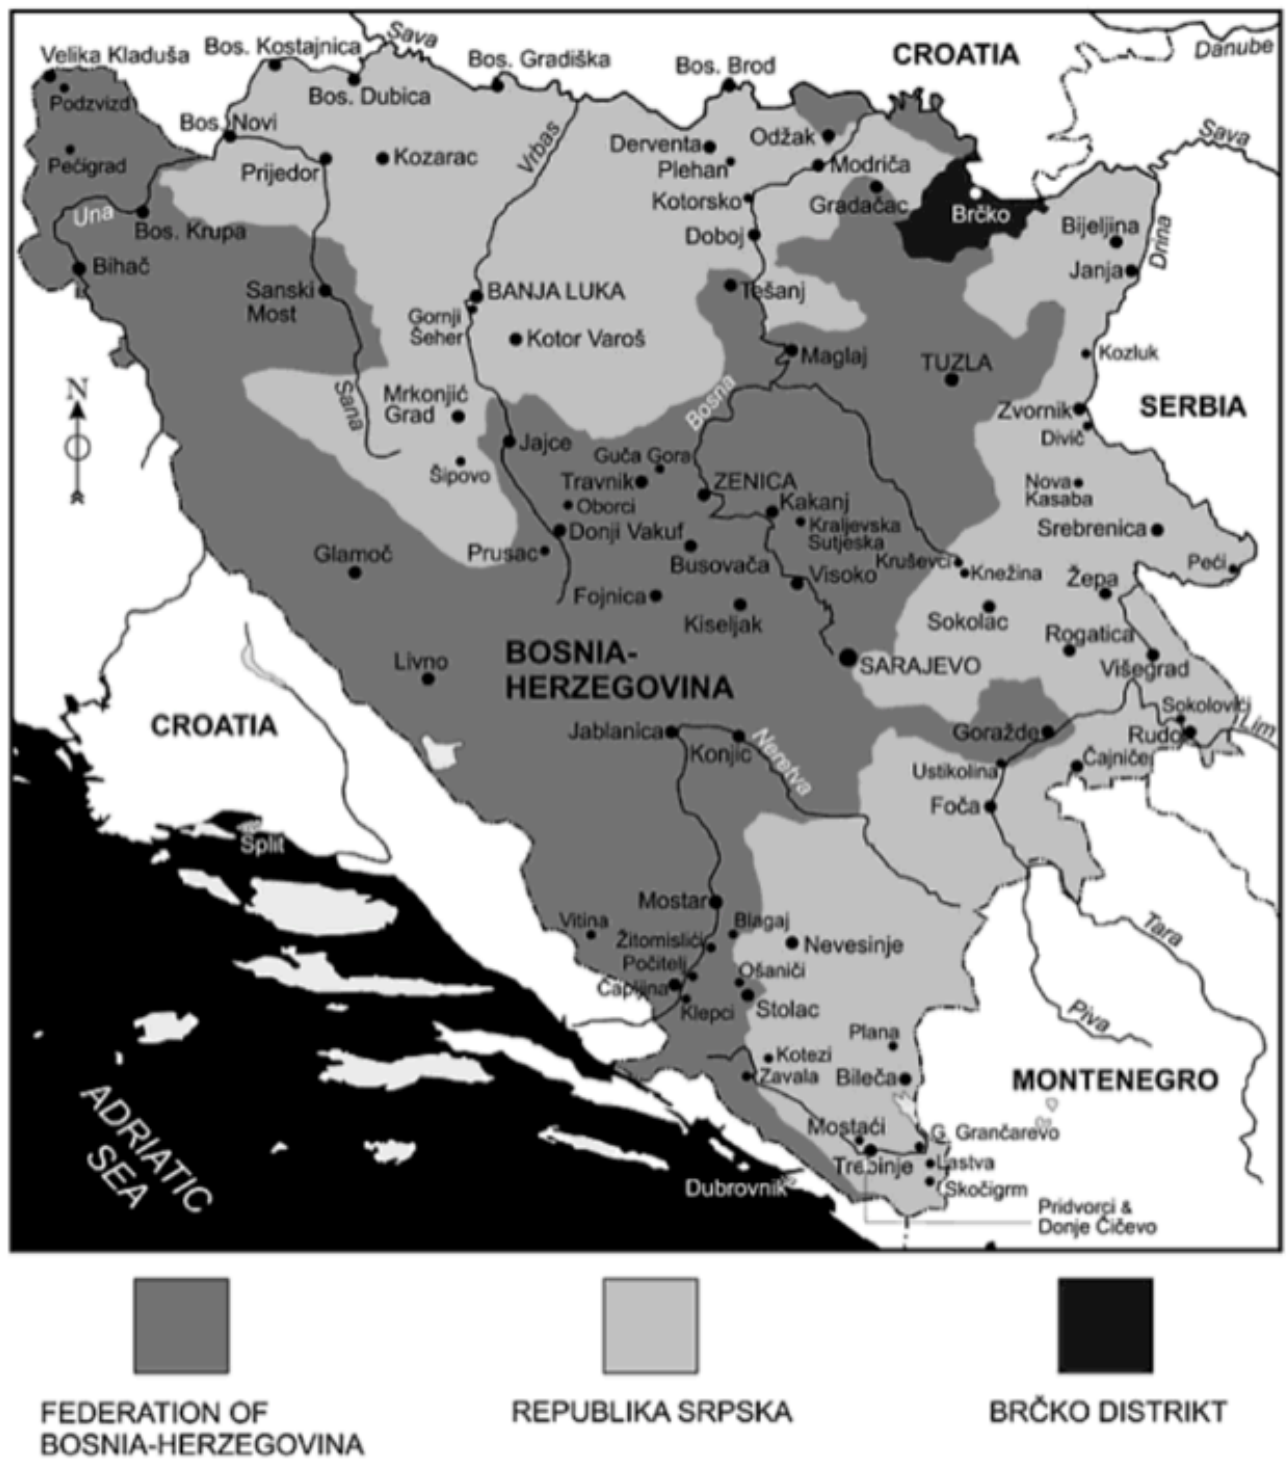 Velika Kladuša
Podzvizd
Pećigrad
Bos. Kostajnica
Sava
Bos. Gradiška
Bos. Brod
CROATIA
Danube
Bos. Dubica
Bos. Novi
Prijedor
Kozarac
Vrbas
Derventa
Plehan
Odžak
Modriča
Sava
Kotorsko
Gradačac
Brčko
Una
Bos. Krupa
Doboj
Bijeljina
Drina
Bihać
Janja
Sanski
Most
BANJA LUKA
Tešanj
Gornji
Šeher
Kotor Varoš
Maglaj
TUZLA
Kozluk
N
Sana
Mrkonjić
Grad
Bosna
Zvornik
SERBIA
Divič
Jajce
Šipovo
Guča Gora
Travnik
ZENICA
Nova
Kasaba
Oborci
Kakanj
Donji Vakuf
Kraljevska
Sutjeska
Srebrenica
Glamoč
Prusac
Busovača
Kruševci
Knežina
Peći
Visoko
Žepa
Fojnica
Kiseljak
Sokolac
Rogatica
Livno
BOSNIA-
HERZEGOVINA
SARAJEVO
Višegrad
CROATIA
Jablanica
Konjic
Neretva
Goražde
Sokolovići
Rudo
Lim
Ustikolina
Čajniče
Foča
Split
Mostar
Vitina
Blagaj
Žitomislići
Nevesinje
Tara
Počitelj
Ošanići
Čapljina
Klepci
Stolac
Piva
Plana
Kotezi
Zavala
Bileća
MONTENEGRO
ADRIATIC
SEA
Mostaći
G. Grančarevo
Trebinje
Lastva
Dubrovnik
Skočigrm
Pridvorci &
Donje Čičevo
FEDERATION OF
BOSNIA-HERZEGOVINA
REPUBLIKA SRPSKA
BRČKO DISTRIKT